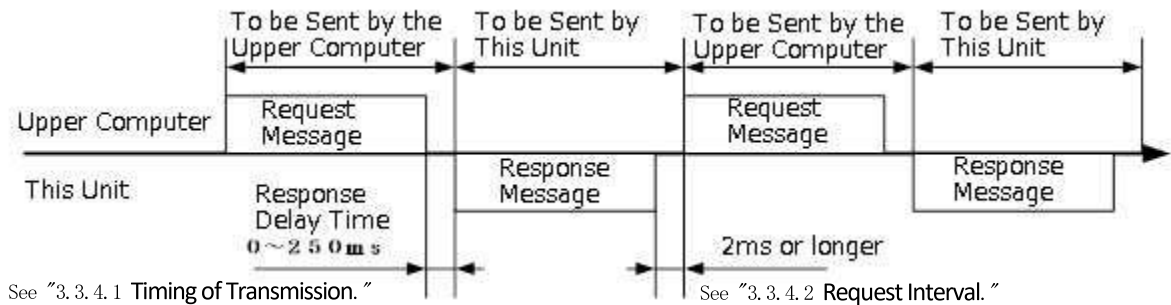 To be Sent by the
Upper Computer
To be Sent by
This Unit
To be Sent by the
Upper Computer
To be Sent by
This Unit
Upper Computer
Request
Message
Request
Message
This Unit
Response
Message
Response
Message
Response
Delay Time
0～250ms
2ms or longer
See "3.3.4.1 Timing of Transmission."
See "3.3.4.2 Request Interval."